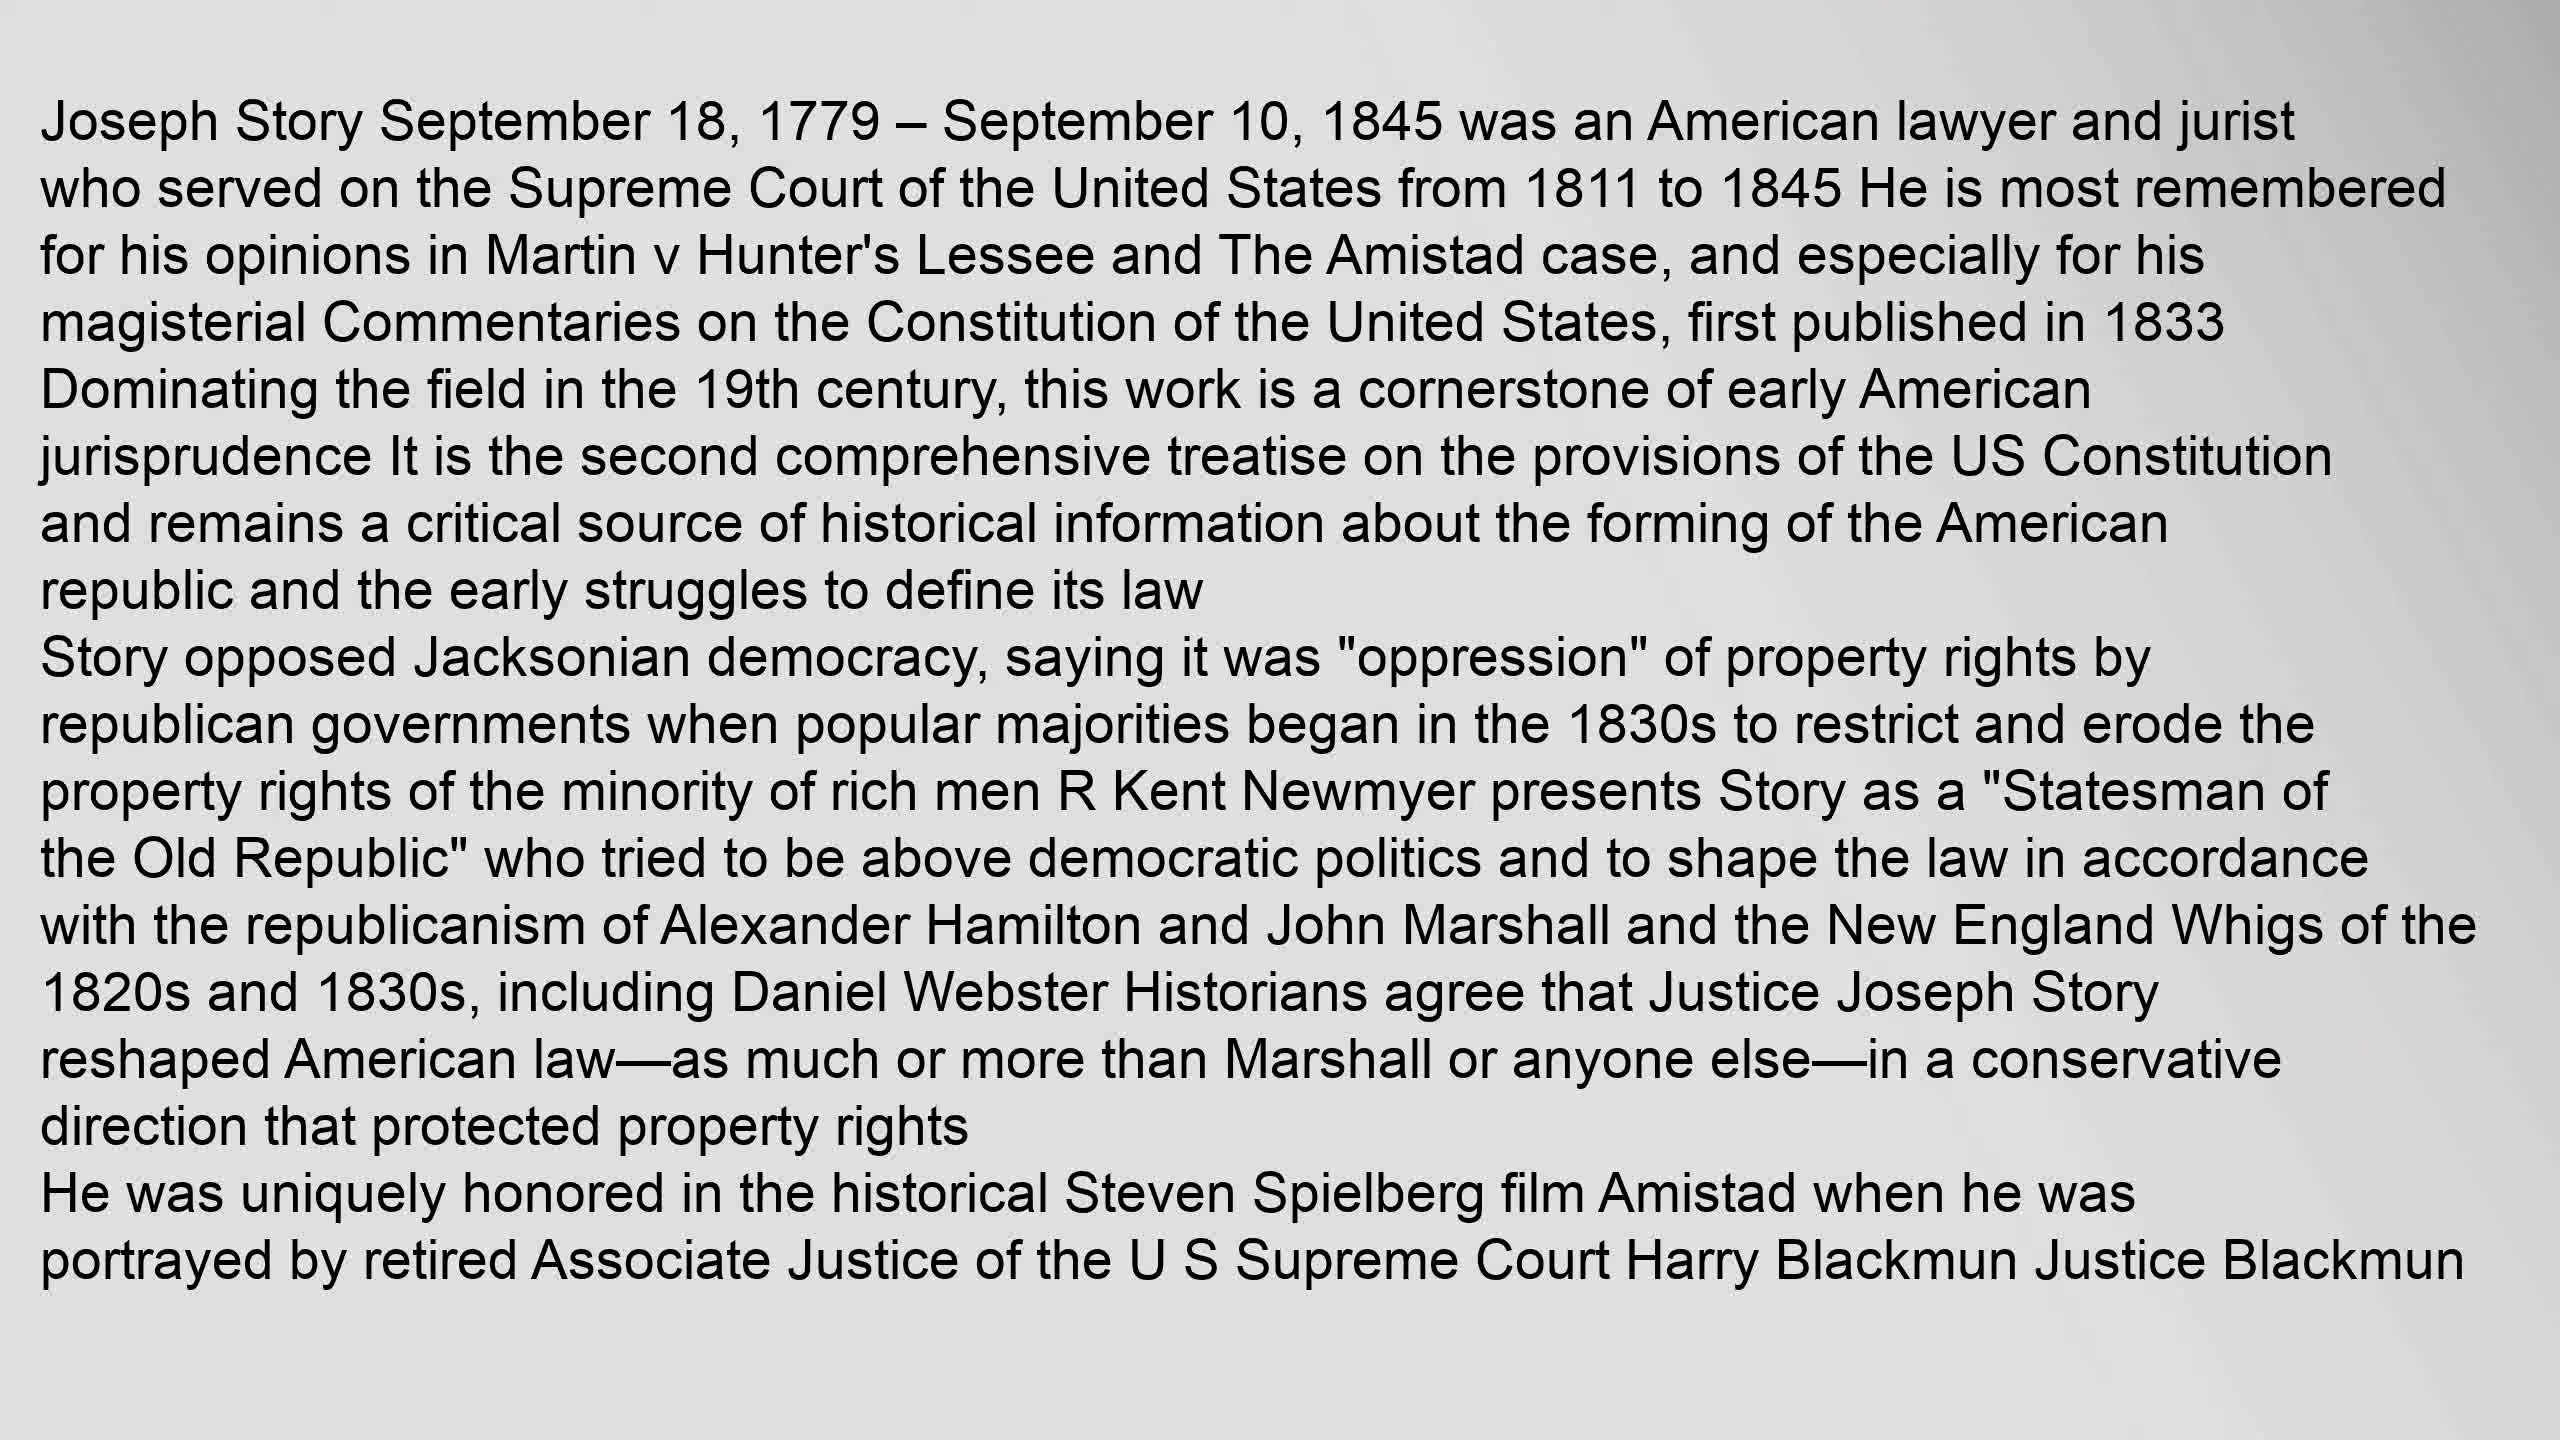 Joseph Story September 18, 1779 – September 10, 1845 was an American lawyer and jurist
who served on the Supreme Court of the United States from 1811 to 1845 He is most remembered
for his opinions in Martin v Hunter's Lessee and The Amistad case, and especially for his
magisterial Commentaries on the Constitution of the United States, first published in 1833
Dominating the field in the 19th century, this work is a cornerstone of early American
jurisprudence It is the second comprehensive treatise on the provisions of the US Constitution
and remains a critical source of historical information about the forming of the American
republic and the early struggles to define its law
Story opposed Jacksonian democracy, saying it was "oppression" of property rights by
republican governments when popular majorities began in the 1830s to restrict and erode the
property rights of the minority of rich men R Kent Newmyer presents Story as a "Statesman of
the Old Republic" who tried to be above democratic politics and to shape the law in accordance
with the republicanism of Alexander Hamilton and John Marshall and the New England Whigs of the
1820s and 1830s, including Daniel Webster Historians agree that Justice Joseph Story
reshaped American law—as much or more than Marshall or anyone else—in a conservative
direction that protected property rights
He was uniquely honored in the historical Steven Spielberg film Amistad when he was
portrayed by retired Associate Justice of the U S Supreme Court Harry Blackmun Justice Blackmun